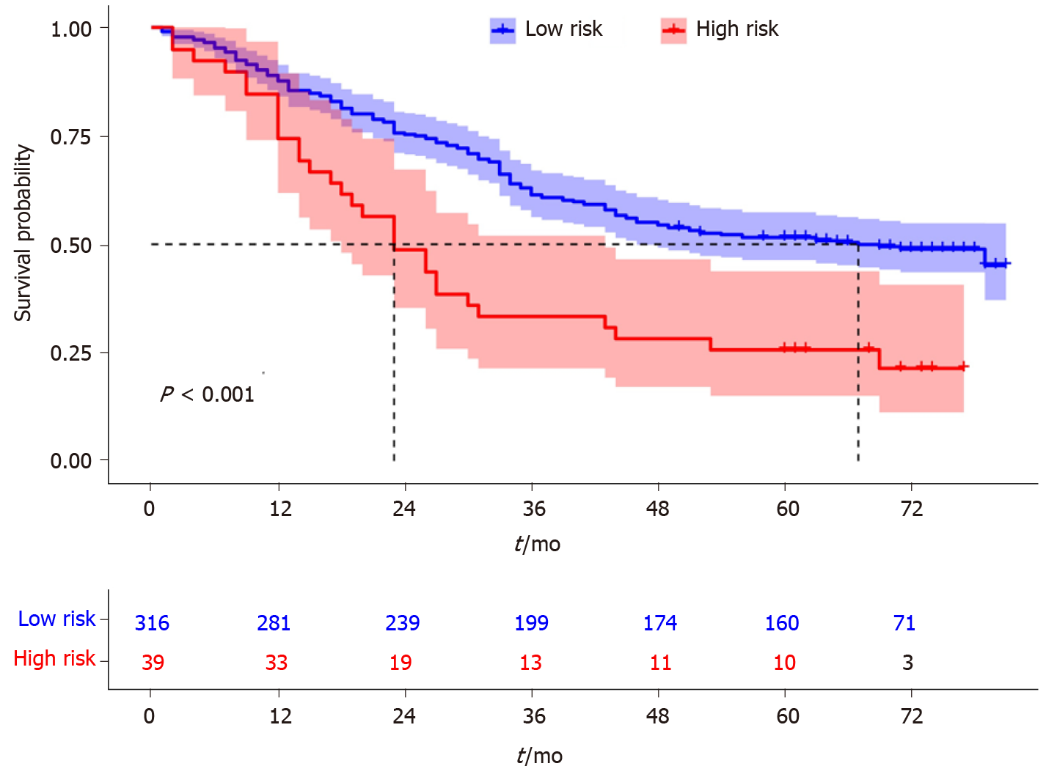 Low risk High risk
1.00
0.75
0.50
0.25
0.00
Survival probability
P < 0.001
0 12 24 36 48 60 72
t/mo
Low risk 316 281 239 199 174 160 71
High risk 39 33 19 13 11 10 3
0 12 24 36 48 60 72
t/mo